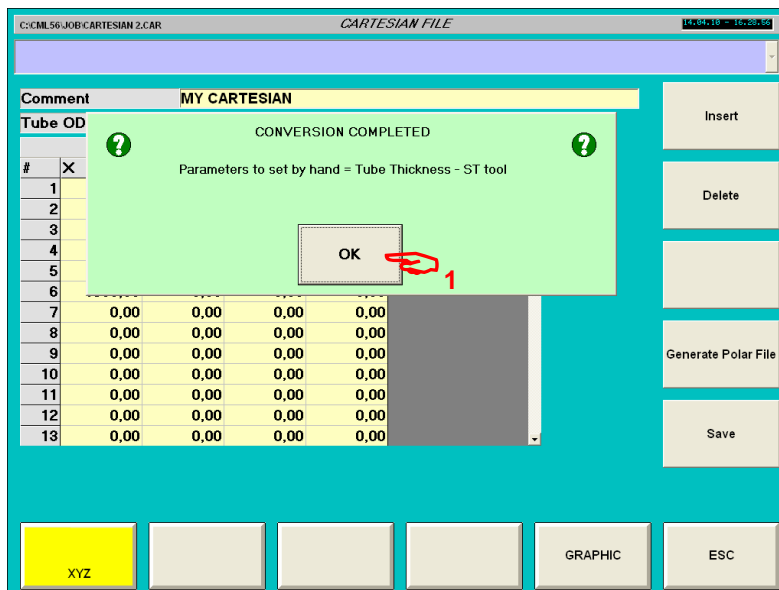 C:\CML56\JOB\CARTESIAN 2.CAR CARTESIAN FILE 14.04.10 - 16.28.56
Comment MY CARTESIAN
Tube OD
CONVERSION COMPLETED
Parameters to set by hand = Tube Thickness - ST tool
OK
1
# X
1
2
3
4
5
6
7 0,00 0,00 0,00 0,00
8 0,00 0,00 0,00 0,00
9 0,00 0,00 0,00 0,00
10 0,00 0,00 0,00 0,00
11 0,00 0,00 0,00 0,00
12 0,00 0,00 0,00 0,00
13 0,00 0,00 0,00 0,00
Insert
Delete
Generate Polar File
Save
XYZ
GRAPHIC
ESC